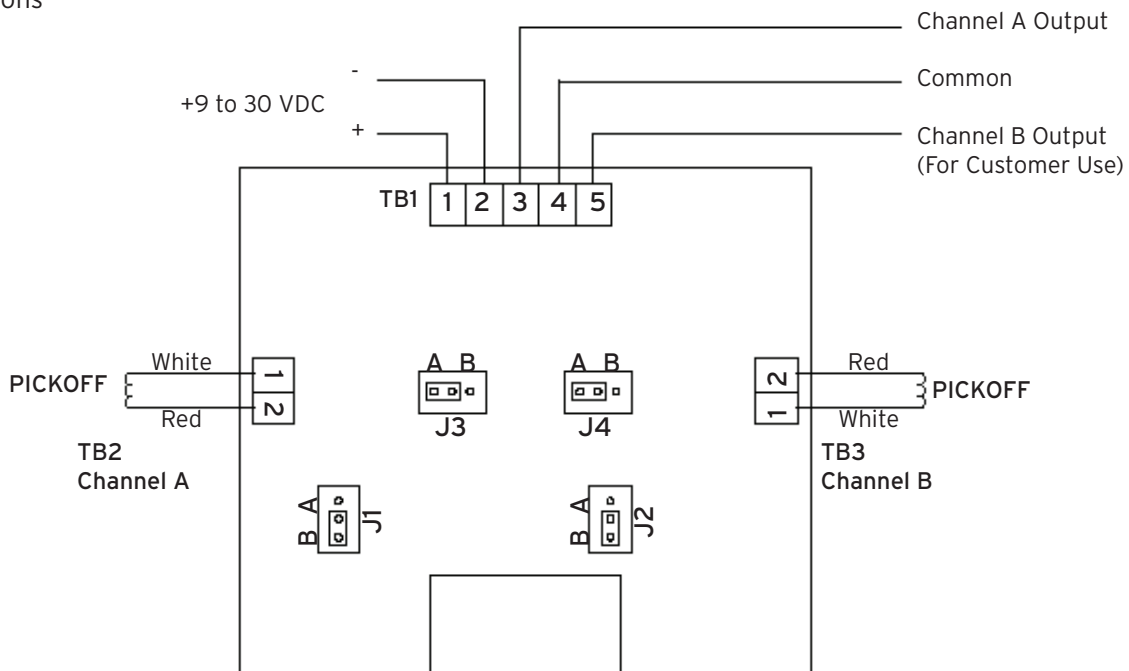 Channel A Output
-
Common
+9 to 30 VDC
+
Channel B Output
(For Customer Use)
TB1 1 2 3 4 5
White
PICKOFF
Red
1
2
TB2
Channel A
A B
J3
A B
J4
2
1
Red
PICKOFF
White
TB3
Channel B
A
B
J1
A
B
J2